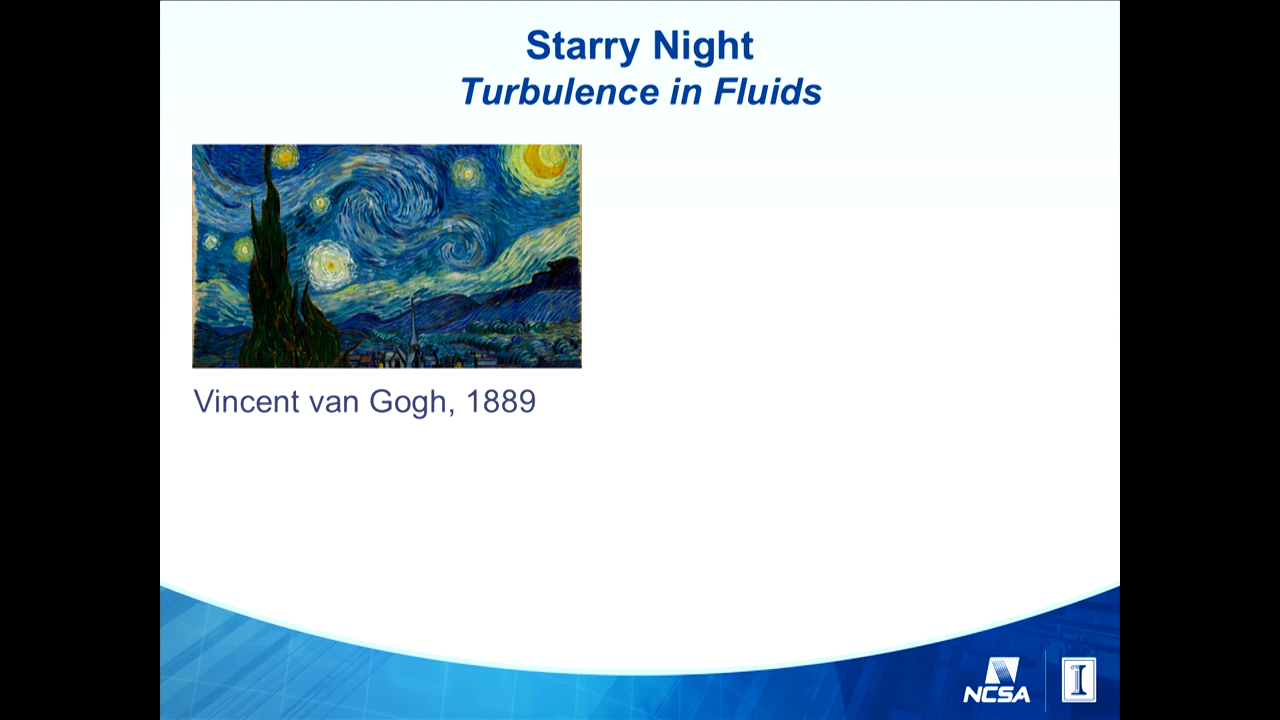 Starry Night
Turbulence in Fluids
Vincent van Gogh, 1889
NCSA
I